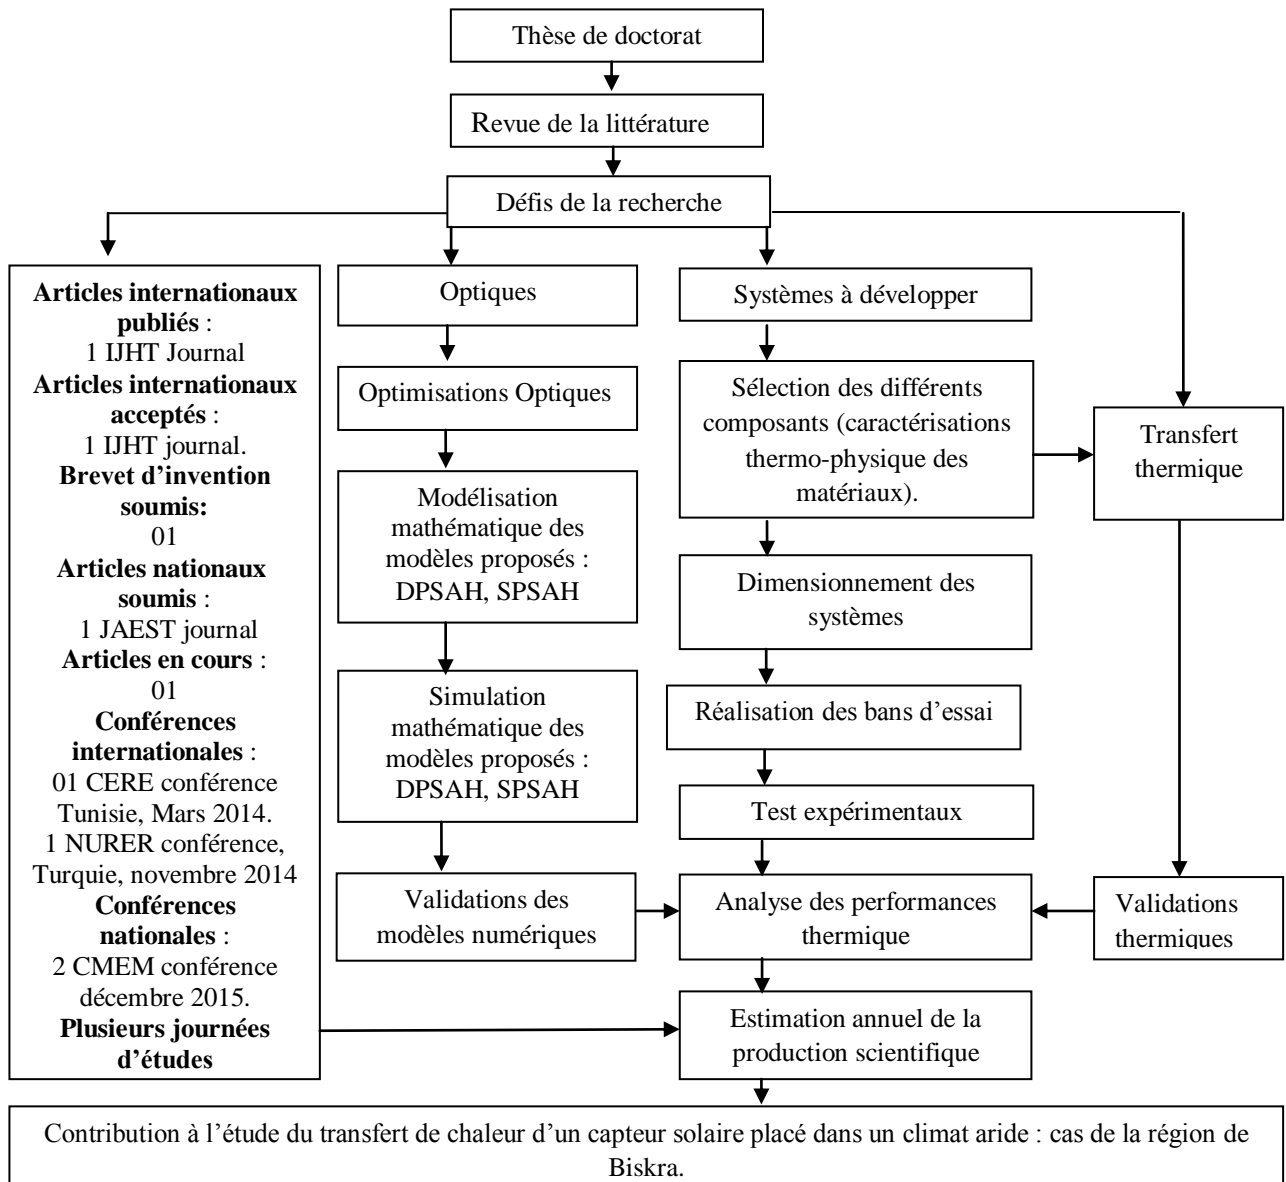 Thèse de doctorat
Revue de la littérature
Défis de la recherche
Articles internationaux
publiés :
1 IJHT Journal
Articles internationaux
acceptés :
1 IJHT journal.
Brevet d’invention
soumis:
01
Articles nationaux
soumis :
1 JAEST journal
Articles en cours :
01
Conférences
internationales :
01 CERE conférence
Tunisie, Mars 2014.
1 NURER conférence,
Turquie, novembre 2014
Conférences
nationales :
2 CMEM conférence
décembre 2015.
Plusieurs journées
d’études
Optiques
Optimisations Optiques
Modélisation
mathématique des
modèles proposés :
DPSAH, SPSAH
Simulation
mathématique des
modèles proposés :
DPSAH, SPSAH
Validations des
modèles numériques
Systèmes à développer
Sélection des différents
composants (caractérisations
thermo-physique des
matériaux).
Dimensionnement des
systèmes
Réalisation des bans d’essai
Test expérimentaux
Analyse des performances
thermique
Estimation annuel de la
production scientifique
Transfert
thermique
Validations
thermiques
Contribution à l’étude du transfert de chaleur d’un capteur solaire placé dans un climat aride : cas de la région de
Biskra.